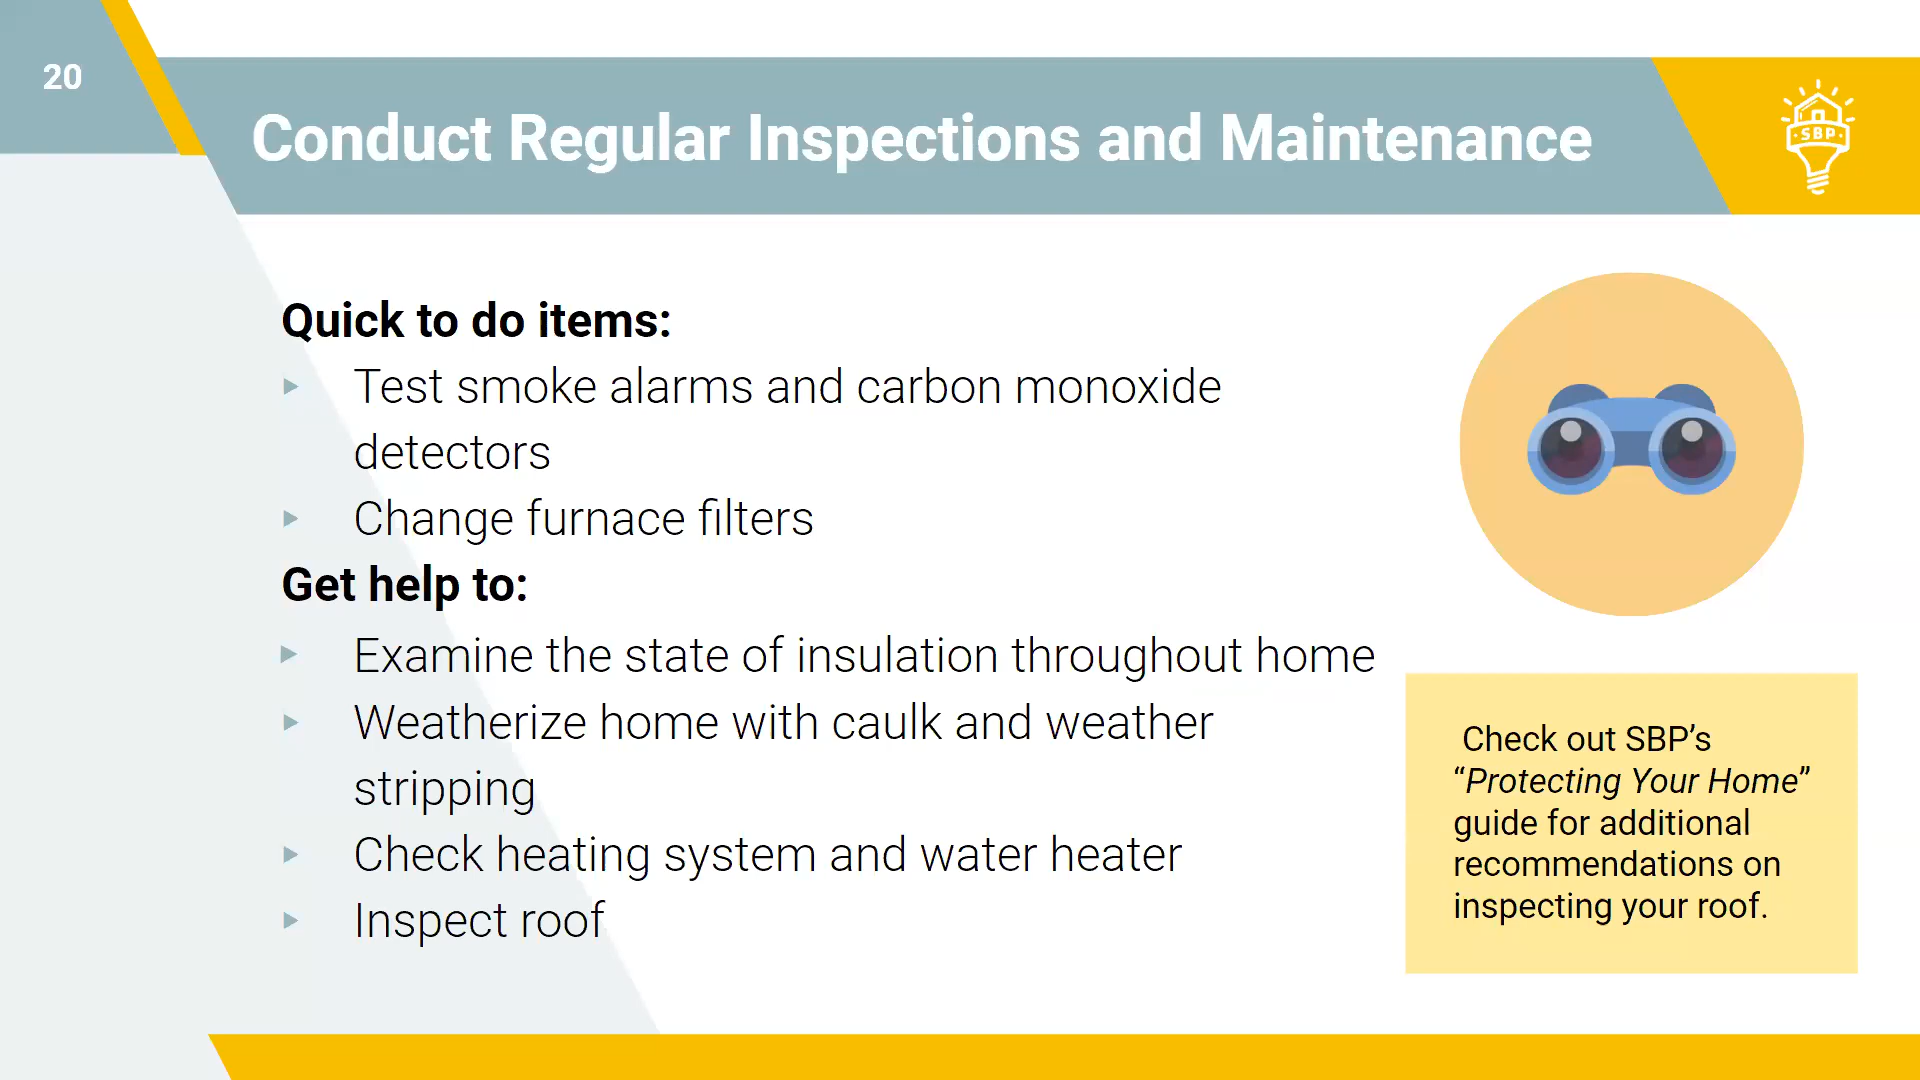 20
Conduct Regular Inspections and Maintenance
SBP
Quick to do items:
Test smoke alarms and carbon monoxide
detectors
Change furnace filters
Get help to:
Examine the state of insulation throughout home
Weatherize home with caulk and weather
stripping
Check heating system and water heater
Inspect roof
Check out SBP’s
“Protecting Your Home”
guide for additional
recommendations on
inspecting your roof.